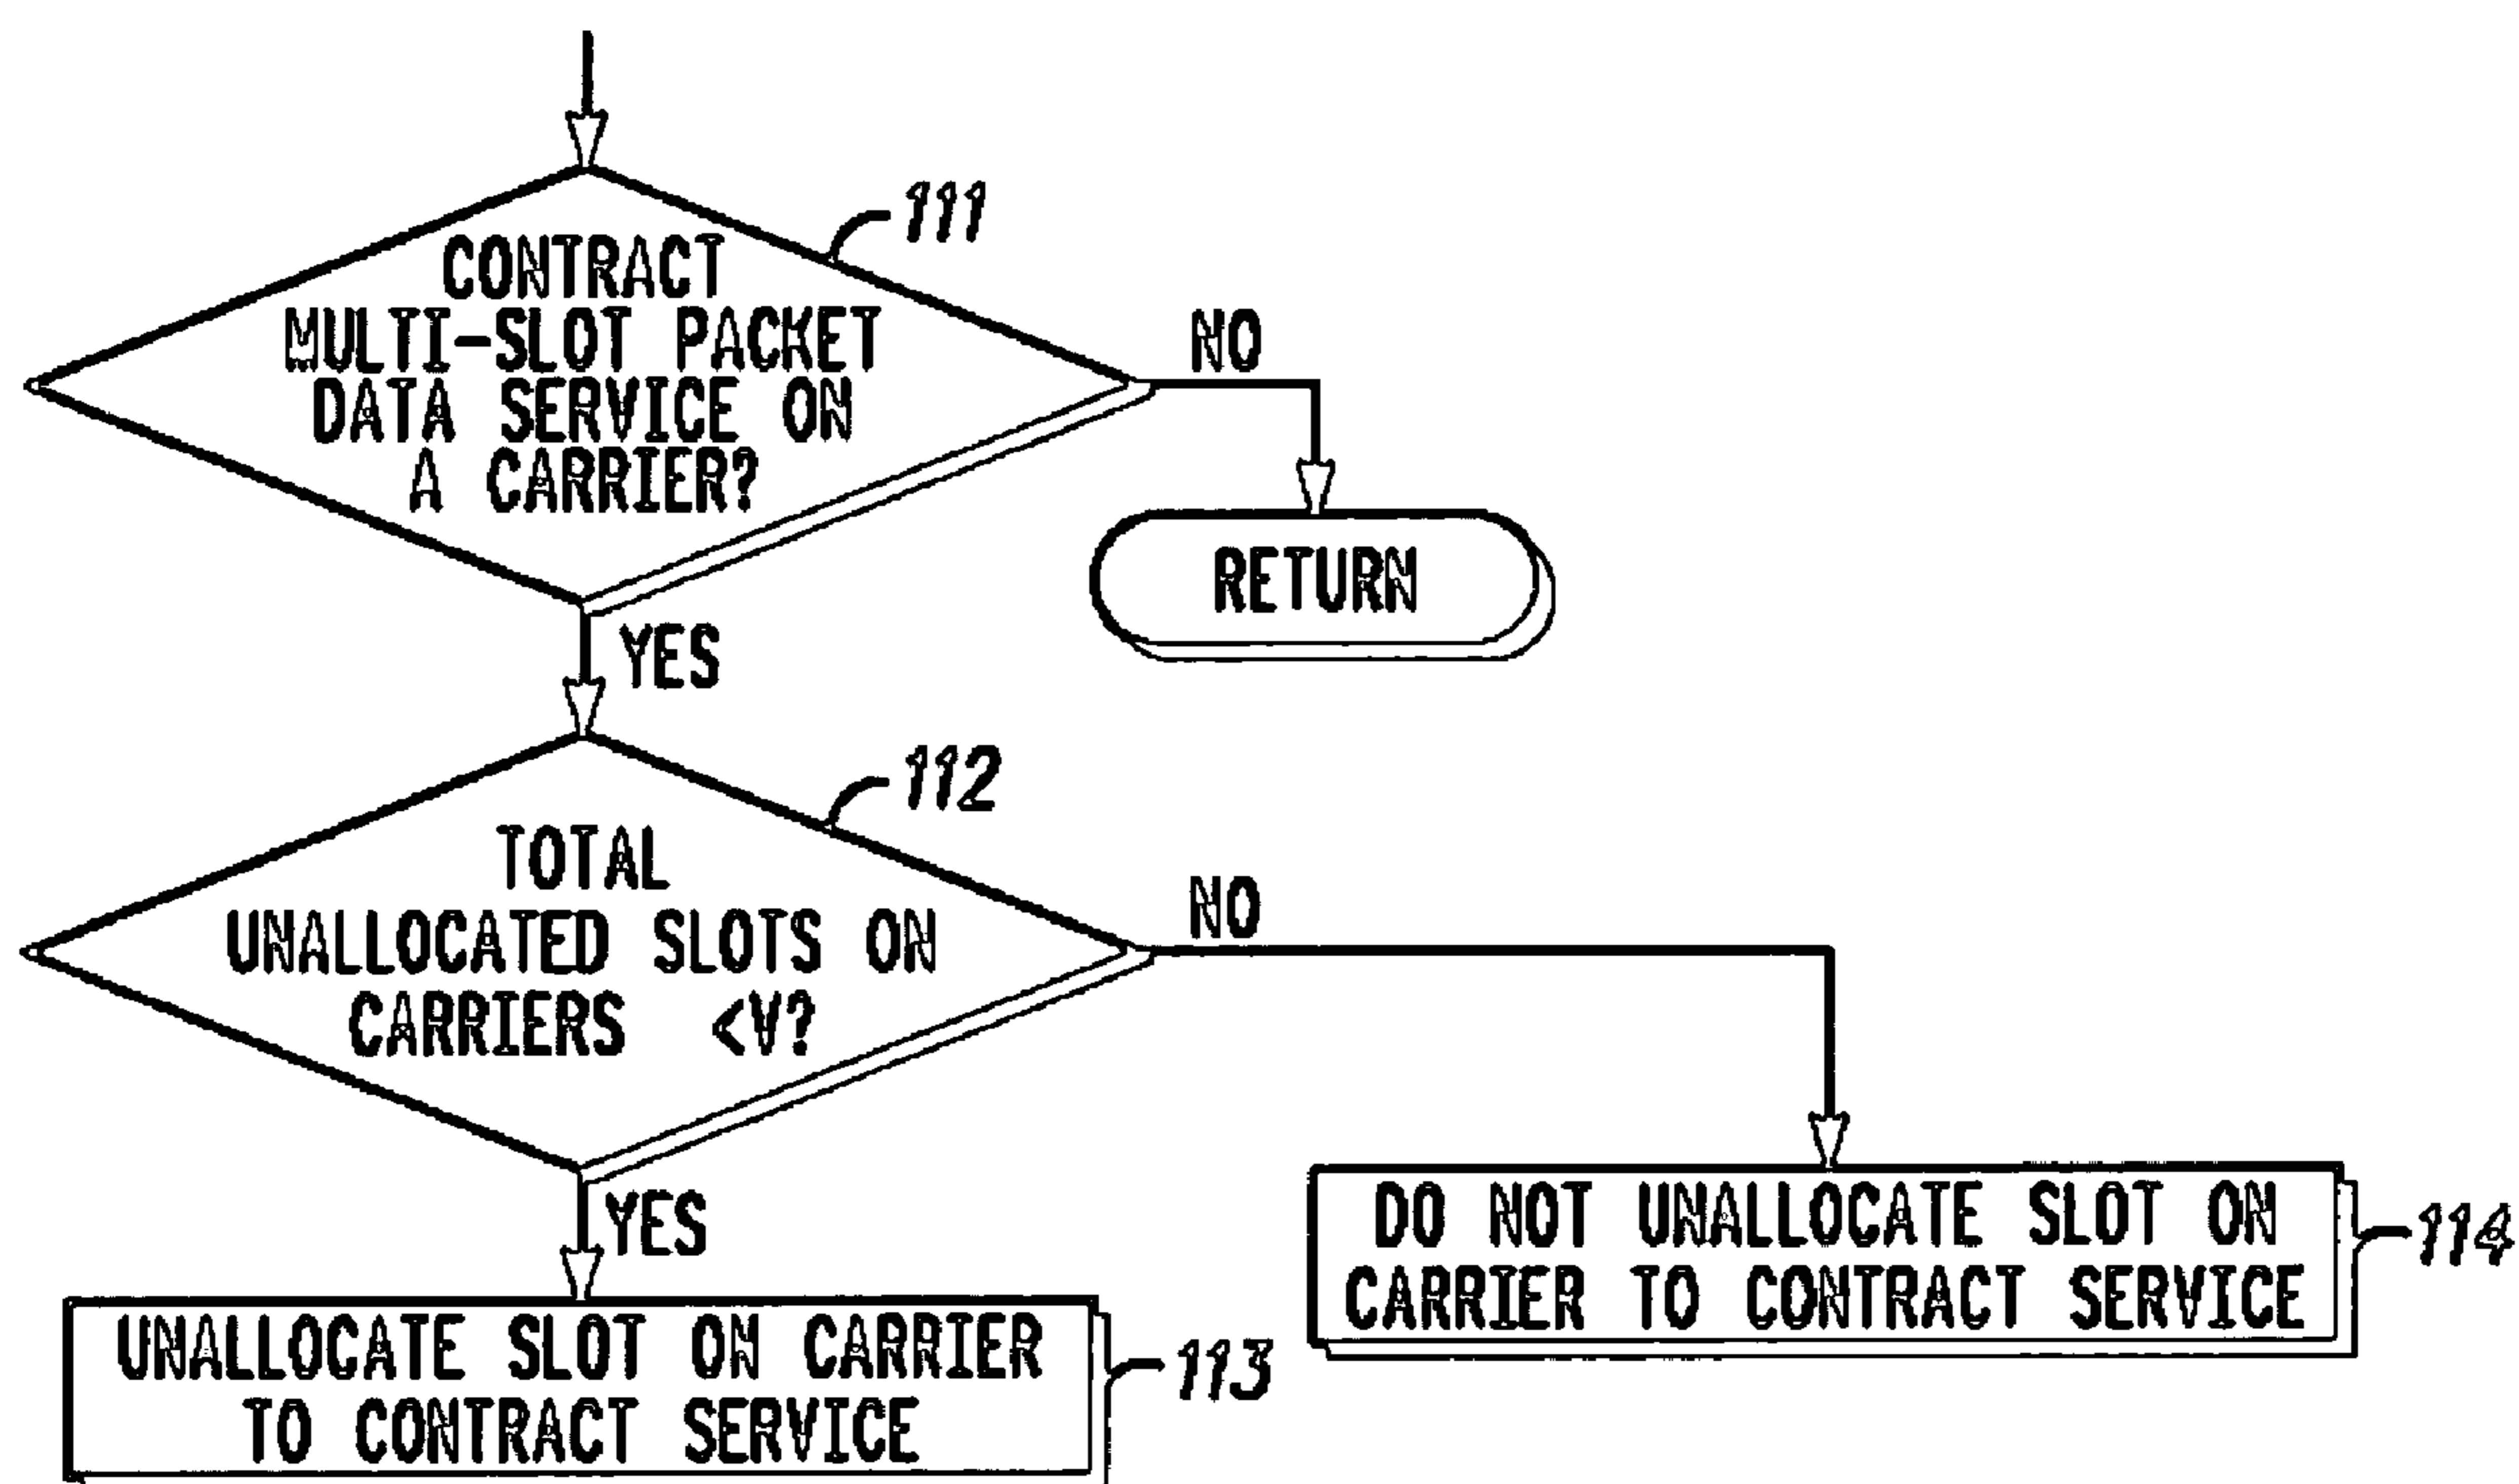 111
CONTRACT
MULTI-SLOT PACKET
DATA SERVICE ON
A CARRIER?
NO
RETURN
YES
112
TOTAL
UNALLOCATED SLOTS ON
CARRIERS <V?
NO
YES
DO NOT UNALLOCATE SLOT ON
CARRIER TO CONTRACT SERVICE
114
UNALLOCATE SLOT ON CARRIER
TO CONTRACT SERVICE
113